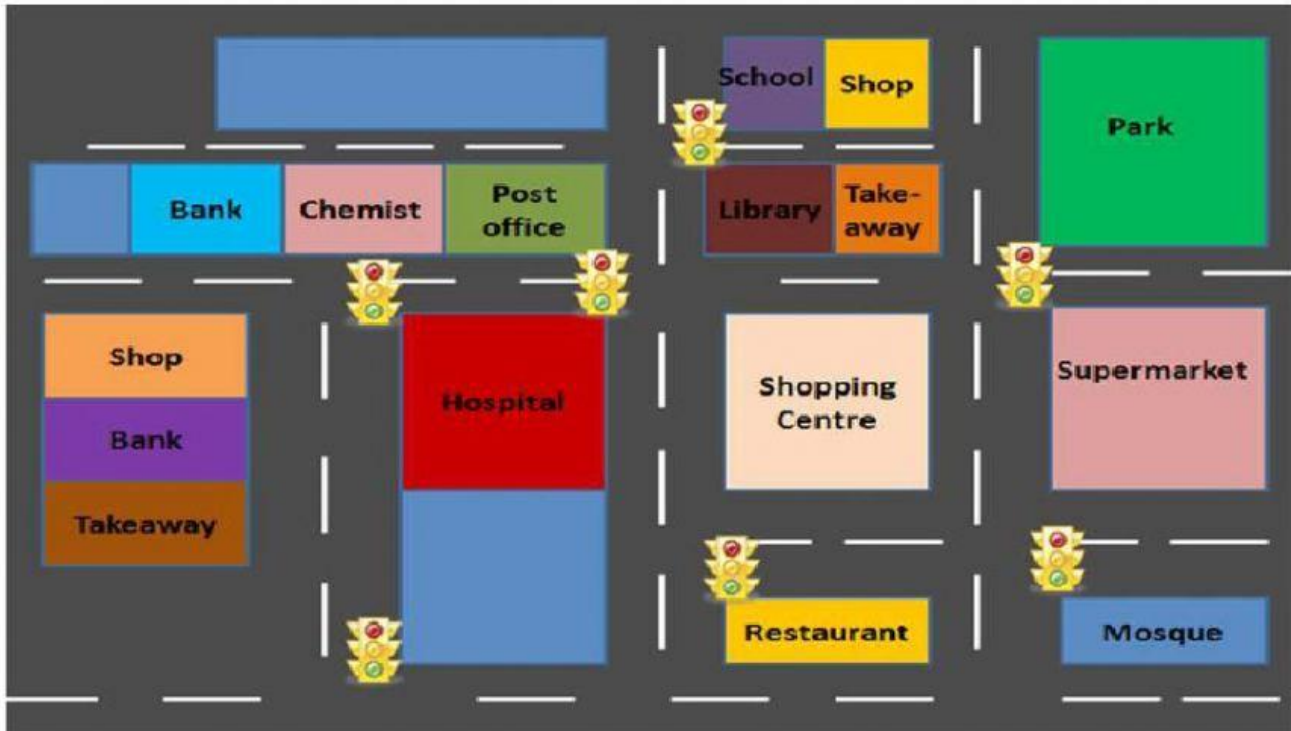 School
Shop
Park
Bank
Chemist
Post
office
Library
Take-
away
Shop
Bank
Takeaway
Hospital
Shopping
Centre
Supermarket
Restaurant
Mosque